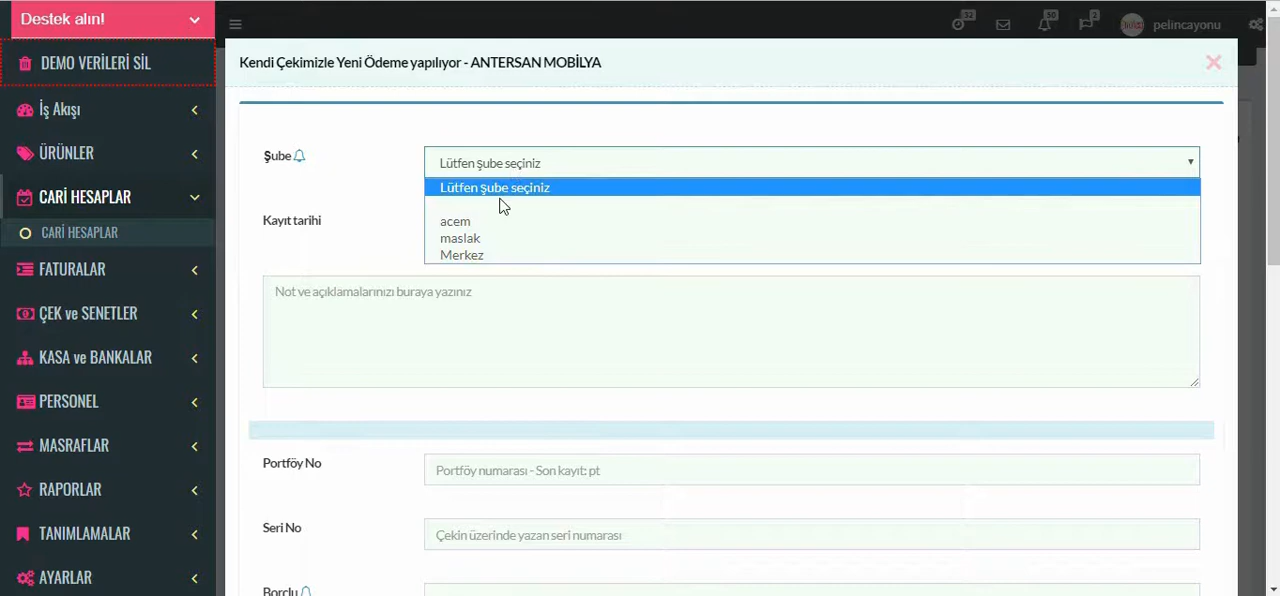 Destek alın!
32
50
2
pelincayonu
DEMO VERİLERİ SİL
İş Akışı
ÜRÜNLER
CARİ HESAPLAR
CARİ HESAPLAR
FATURALAR
ÇEK ve SENETLER
KASA ve BANKALAR
PERSONEL
MASRAFLAR
RAPORLAR
TANIMLAMALAR
AYARLAR
Kendi Çekimizle Yeni Ödeme yapılıyor - ANTERSAN MOBİLYA
Şube
Lütfen şube seçiniz
Lütfen şube seçiniz
acem
maslak
Merkez
Kayıt tarihi
Not ve açıklamalarınızı buraya yazınız
Portföy No
Portföy numarası - Son kayıt: pt
Seri No
Çekin üzerinde yazan seri numarası
Borçlu